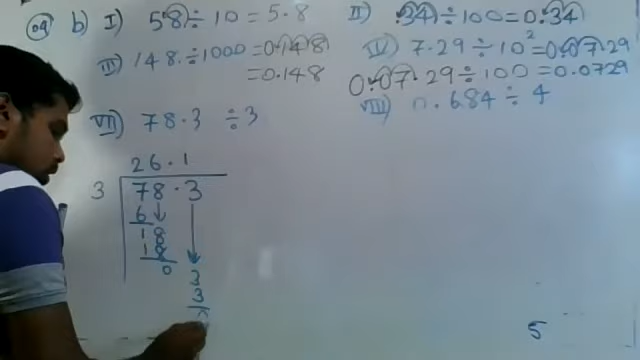 Q9 b) I) 58 ÷ 10 = 5.8 II) .34 ÷ 100 = 0.34
III) 148. ÷ 1000 = 0.148 IV) 7.29 ÷ 10² = 0.0729
= 0.148 0.07.29 ÷ 100 = 0.0729
VII) 78.3 ÷ 3 VIII) 0.684 ÷ 4
26.1
3 78.3
6
18
18
0 3
3
5